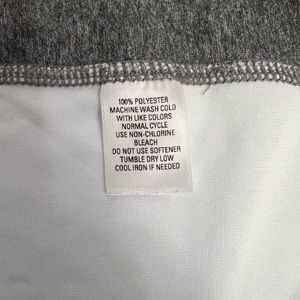 100% POLYESTER
MACHINE WASH COLD
WITH LIKE COLORS
NORMAL CYCLE
USE NON-CHLORINE
BLEACH
DO NOT USE SOFTENER
TUMBLE DRY LOW
COOL IRON IF NEEDED